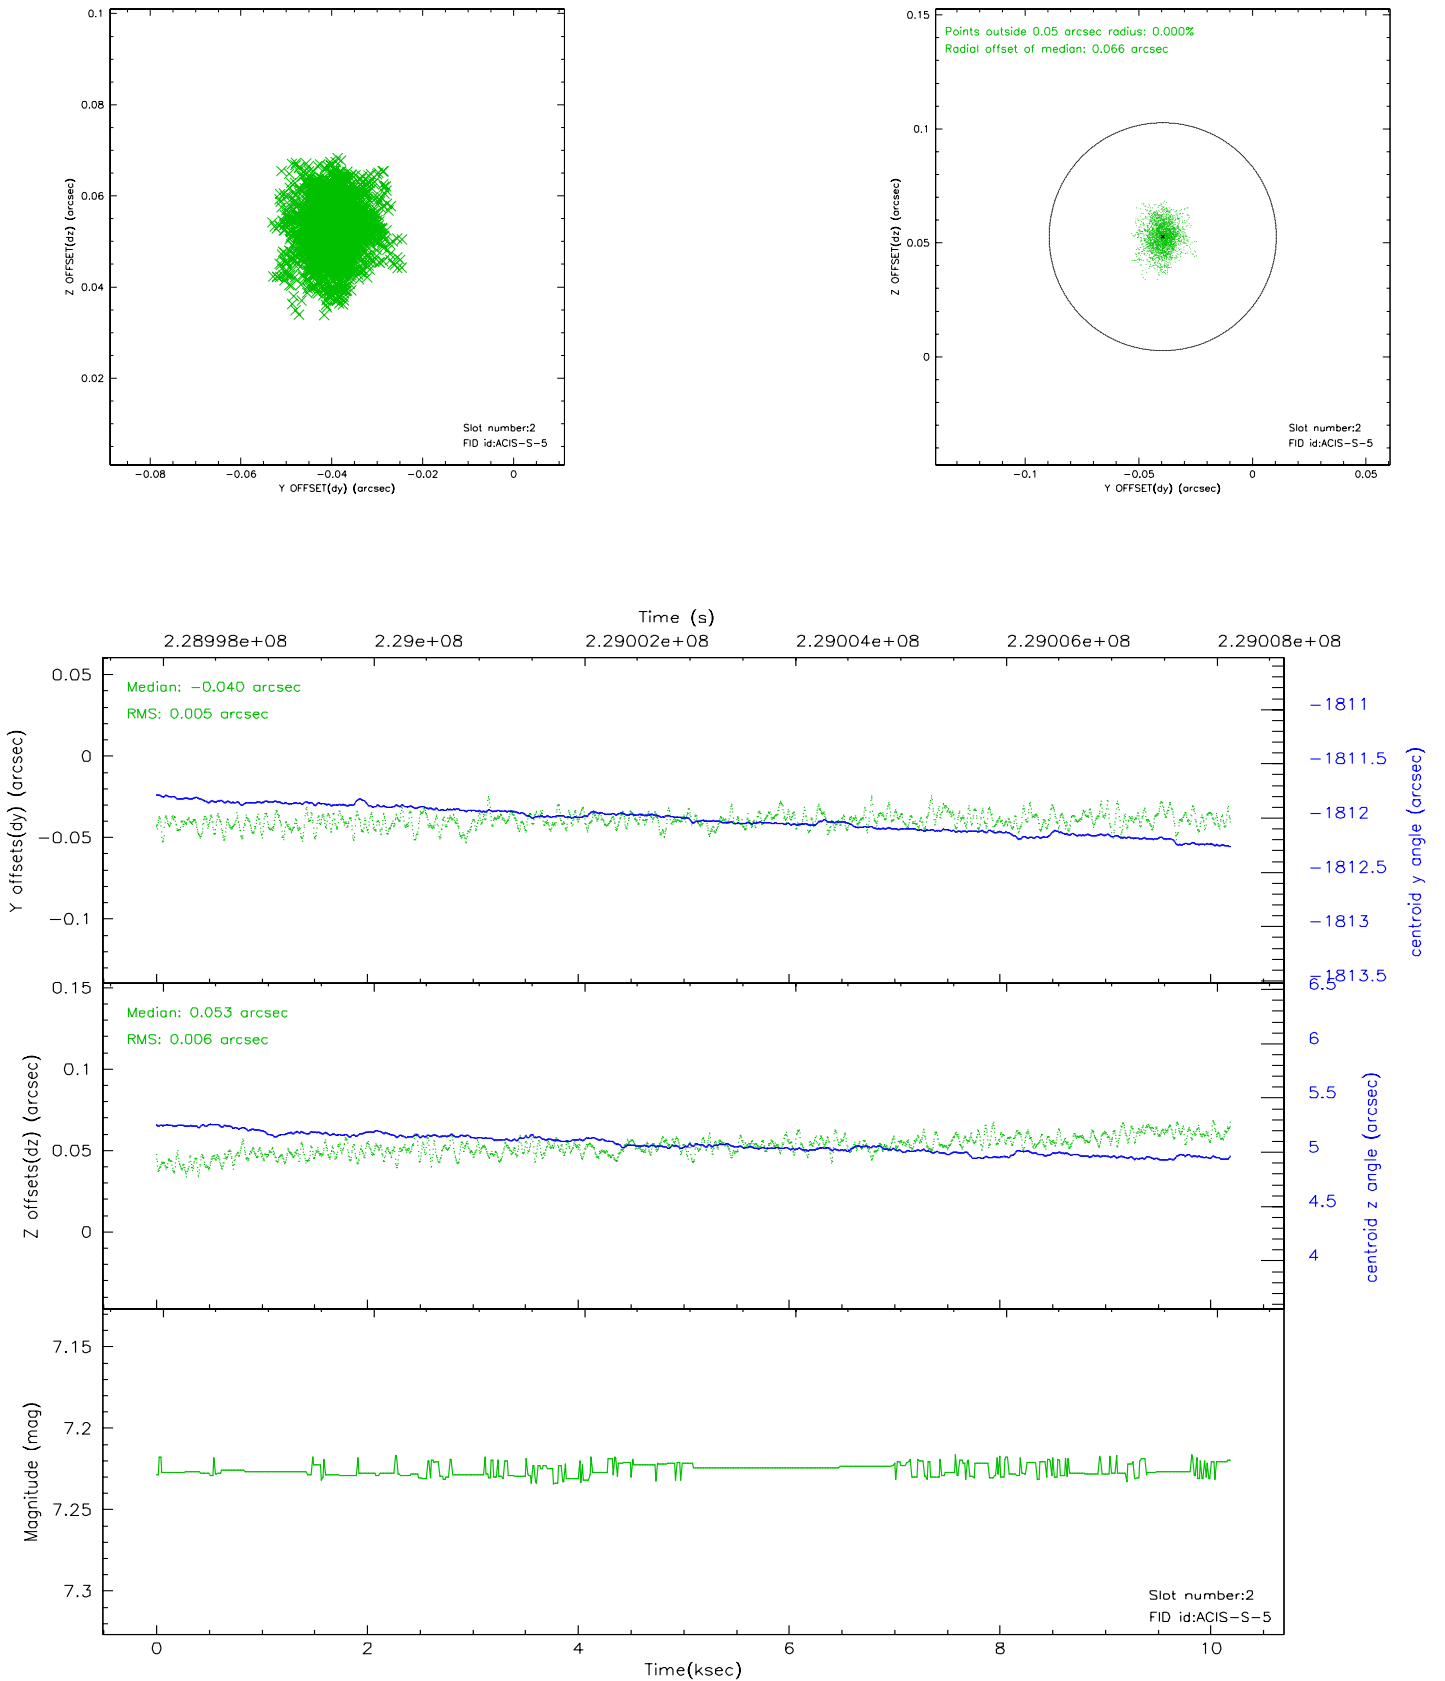 0.1
0.08
0.06
0.04
0.02
Z OFFSET(dz) (arcsec)
Slot number:2
FID id:ACIS-S-5
-0.08 -0.06 -0.04 -0.02 0
Y OFFSET(dy) (arcsec)
Points outside 0.05 arcsec radius: 0.000%
Radial offset of median: 0.066 arcsec
0.15
0.1
0.05
0
Z OFFSET(dz) (arcsec)
Slot number:2
FID id:ACIS-S-5
-0.1 -0.05 0 0.05
Y OFFSET(dy) (arcsec)
Time (s)
2.28998e+08 2.29e+08 2.29002e+08 2.29004e+08 2.29006e+08 2.29008e+08
Median: -0.040 arcsec
RMS: 0.005 arcsec
0.05
0
-0.05
-0.1
Y offsets(dy) (arcsec)
-1811
-1811.5
-1812
-1812.5
-1813
-1813.5
centroid y angle (arcsec)
Median: 0.053 arcsec
RMS: 0.006 arcsec
0.15
0.1
0.05
0
Z offsets(dz) (arcsec)
6.5
6
5.5
5
4.5
4
centroid z angle (arcsec)
7.15
7.2
7.25
7.3
Magnitude (mag)
Slot number:2
FID id:ACIS-S-5
0 2 4 6 8 10
Time(ksec)